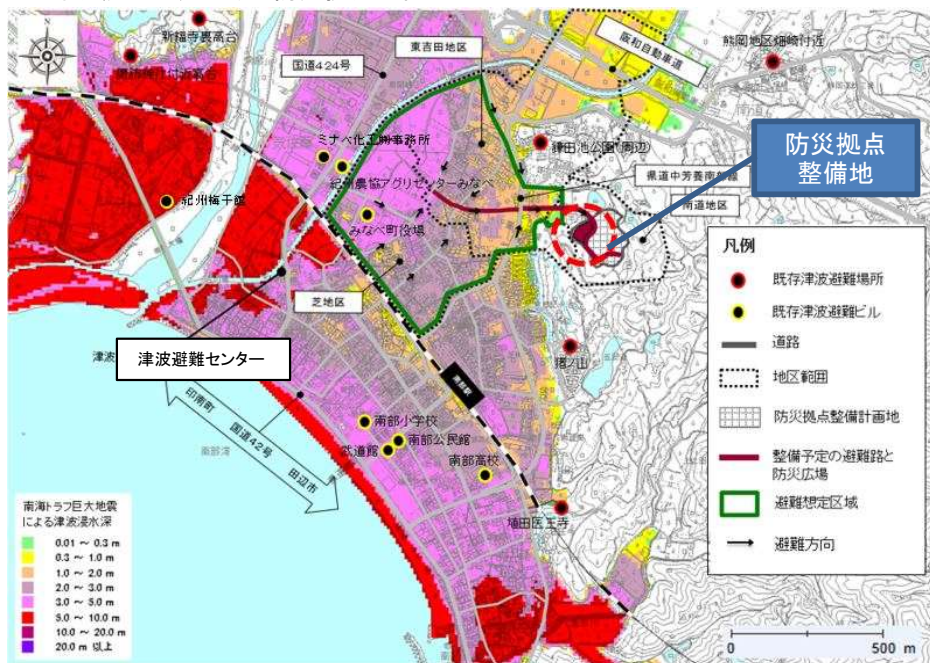 新福寺裏高台
国道424号
東吉田地区
阪和自動車道
熊岡地区畑崎付近
ミナベ化工㈱事務所
鎌田池公園(周辺)
防災拠点
整備地
紀州農協アグリセンターみなべ
県道中芳養南部線
紀州梅干館
南道地区
みなべ町役場
芝地区
津波避難センター
猪ノ山
南部駅
印南町
国道42号
田辺市
南部湾
南部小学校
南部公民館
武道館
南部高校
埴田医王寺
凡例
既存津波避難場所
既存津波避難ビル
道路
地区範囲
防災拠点整備計画地
整備予定の避難路と
防災広場
避難想定区域
避難方向
南海トラフ巨大地震
による津波浸水深
0.01 ～ 0.3 m
0.3 ～ 1.0 m
1.0 ～ 2.0 m
2.0 ～ 3.0 m
3.0 ～ 5.0 m
5.0 ～ 10.0 m
10.0 ～ 20.0 m
20.0 m 以上
0
500 m